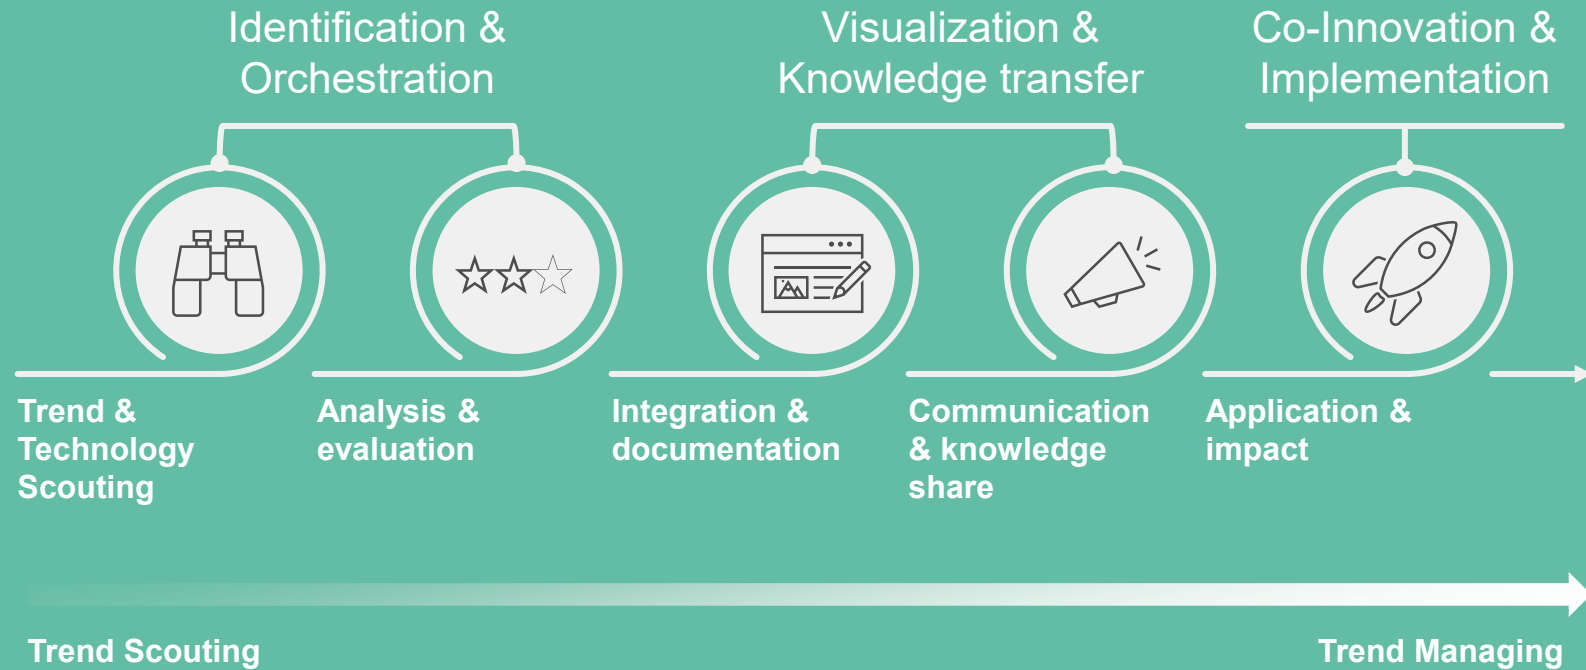 Identification &
Orchestration
Visualization &
Knowledge transfer
Co-Innovation &
Implementation
Trend &
Technology
Scouting
Analysis &
evaluation
Integration &
documentation
Communication
& knowledge
share
Application &
impact
Trend Scouting
Trend Managing